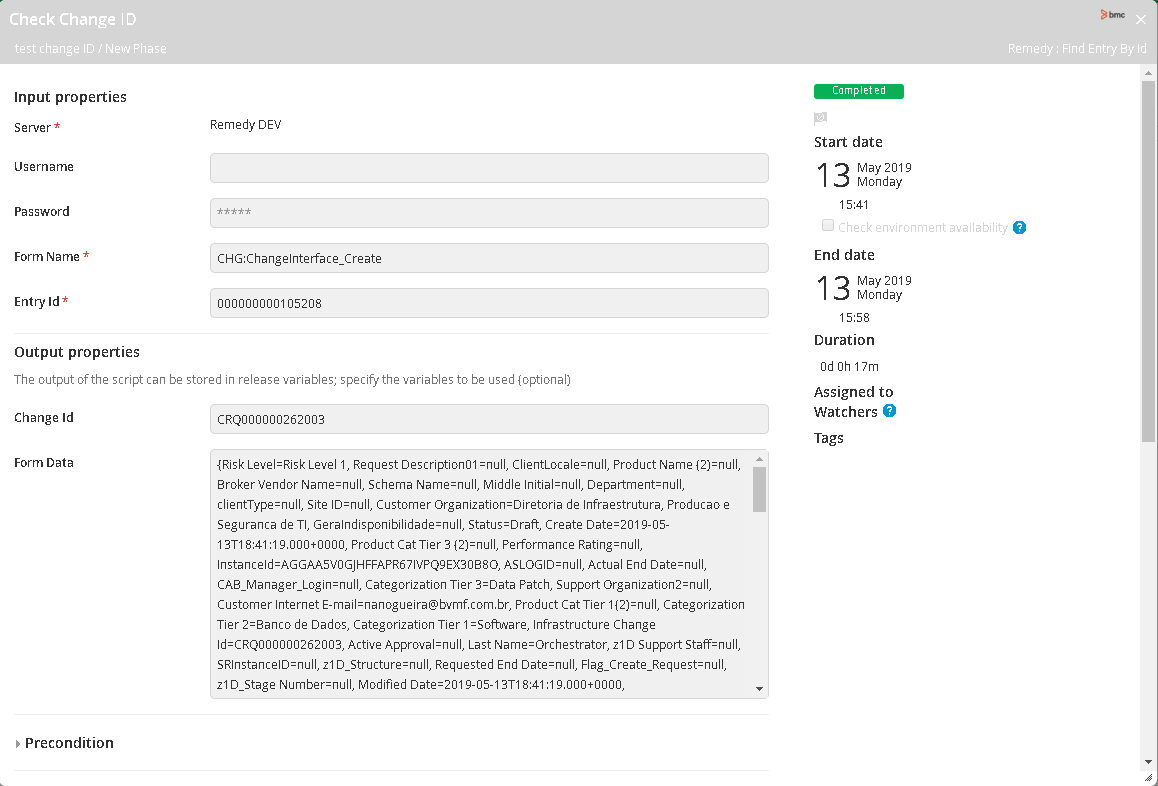 Check Change ID
bmc
test change ID / New Phase
Remedy : Find Entry By Id
Input properties
Server *
Remedy DEV
Username
Password
*****
Form Name *
CHG:ChangeInterface_Create
Entry Id *
000000000105208
Output properties
The output of the script can be stored in release variables; specify the variables to be used (optional)
Change Id
CRQ000000262003
Form Data
{Risk Level=Risk Level 1, Request Description01=null, ClientLocale=null, Product Name {2)=null,
Broker Vendor Name=null, Schema Name=null, Middle Initial=null, Department=null,
clientType=null, Site ID=null, Customer Organization=Diretoria de Infraestrutura, Producao e
Seguranca de TI, GeraIndisponibilidade=null, Status=Draft, Create Date=2019-05-
13T18:41:19.000+0000, Product Cat Tier 3 {2)=null, Performance Rating=null,
InstanceId=AGGAA5V0GJHFFAPR67IVPQ9EX30B8O, ASLOGID=null, Actual End Date=null,
CAB_Manager_Login=null, Categorization Tier 3=Data Patch, Support Organization2=null,
Customer Internet E-mail=nanogueira@bvmf.com.br, Product Cat Tier 1{2)=null, Categorization
Tier 2=Banco de Dados, Categorization Tier 1=Software, Infrastructure Change
Id=CRQ000000262003, Active Approval=null, Last Name=Orchestrator, z1D Support Staff=null,
SRInstanceID=null, z1D_Structure=null, Requested End Date=null, Flag_Create_Request=null,
z1D_Stage Number=null, Modified Date=2019-05-13T18:41:19.000+0000,
Precondition
Completed
Start date
13
May 2019
Monday
15:41
Check environment availability ?
End date
13
May 2019
Monday
15:58
Duration
0d 0h 17m
Assigned to
Watchers ?
Tags